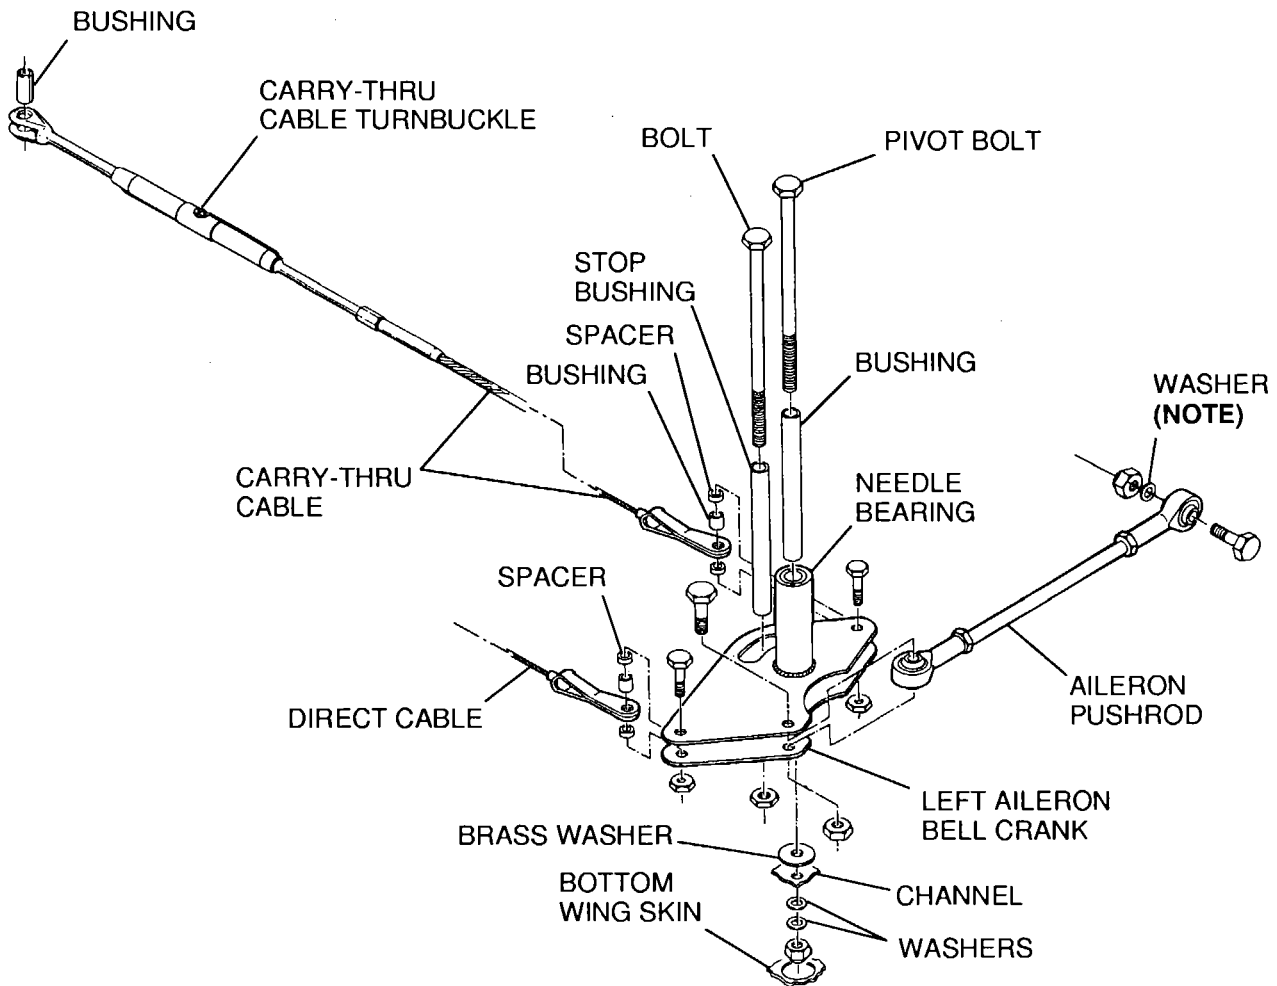 BUSHING
CARRY-THRU
CABLE TURNBUCKLE
BOLT
PIVOT BOLT
STOP
BUSHING
SPACER
BUSHING
BUSHING
WASHER
(NOTE)
CARRY-THRU
CABLE
NEEDLE
BEARING
SPACER
DIRECT CABLE
AILERON
PUSHROD
LEFT AILERON
BELL CRANK
BRASS WASHER
BOTTOM
WING SKIN
CHANNEL
WASHERS